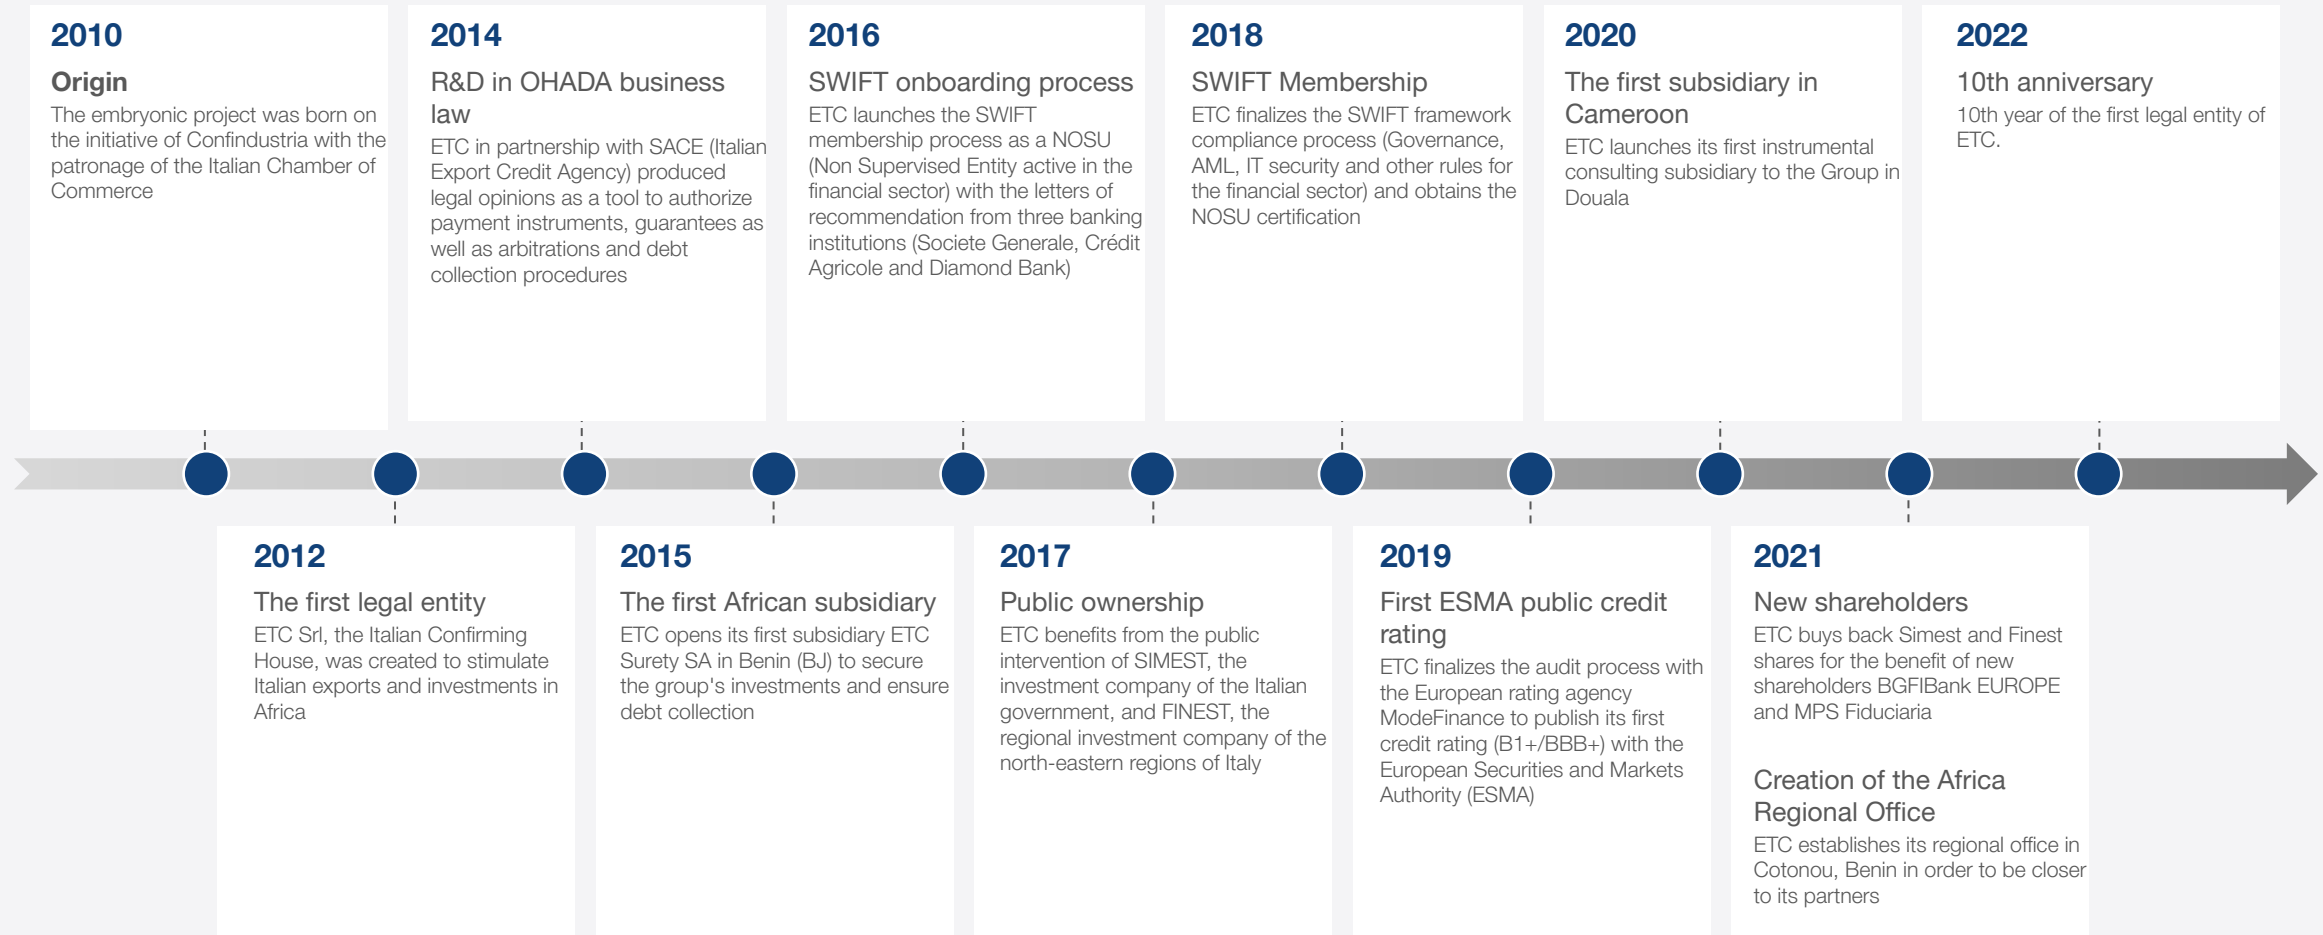 2010
Origin
The embryonic project was born on
the initiative of Confindustria with the
patronage of the Italian Chamber of
Commerce
2014
R&D in OHADA business
law
ETC in partnership with SACE (Italian
Export Credit Agency) produced
legal opinions as a tool to authorize
payment instruments, guarantees as
well as arbitrations and debt
collection procedures
2016
SWIFT onboarding process
ETC launches the SWIFT
membership process as a NOSU
(Non Supervised Entity active in the
financial sector) with the letters of
recommendation from three banking
institutions (Societe Generale, Crédit
Agricole and Diamond Bank)
2018
SWIFT Membership
ETC finalizes the SWIFT framework
compliance process (Governance,
AML, IT security and other rules for
the financial sector) and obtains the
NOSU certification
2020
The first subsidiary in
Cameroon
ETC launches its first instrumental
consulting subsidiary to the Group in
Douala
2022
10th anniversary
10th year of the first legal entity of
ETC.
2012
The first legal entity
ETC Srl, the Italian Confirming
House, was created to stimulate
Italian exports and investments in
Africa
2015
The first African subsidiary
ETC opens its first subsidiary ETC
Surety SA in Benin (BJ) to secure
the group's investments and ensure
debt collection
2017
Public ownership
ETC benefits from the public
intervention of SIMEST, the
investment company of the Italian
government, and FINEST, the
regional investment company of the
north-eastern regions of Italy
2019
First ESMA public credit
rating
ETC finalizes the audit process with
the European rating agency
ModeFinance to publish its first
credit rating (B1+/BBB+) with the
European Securities and Markets
Authority (ESMA)
2021
New shareholders
ETC buys back Simest and Finest
shares for the benefit of new
shareholders BGFIBank EUROPE
and MPS Fiduciaria
Creation of the Africa
Regional Office
ETC establishes its regional office in
Cotonou, Benin in order to be closer
to its partners